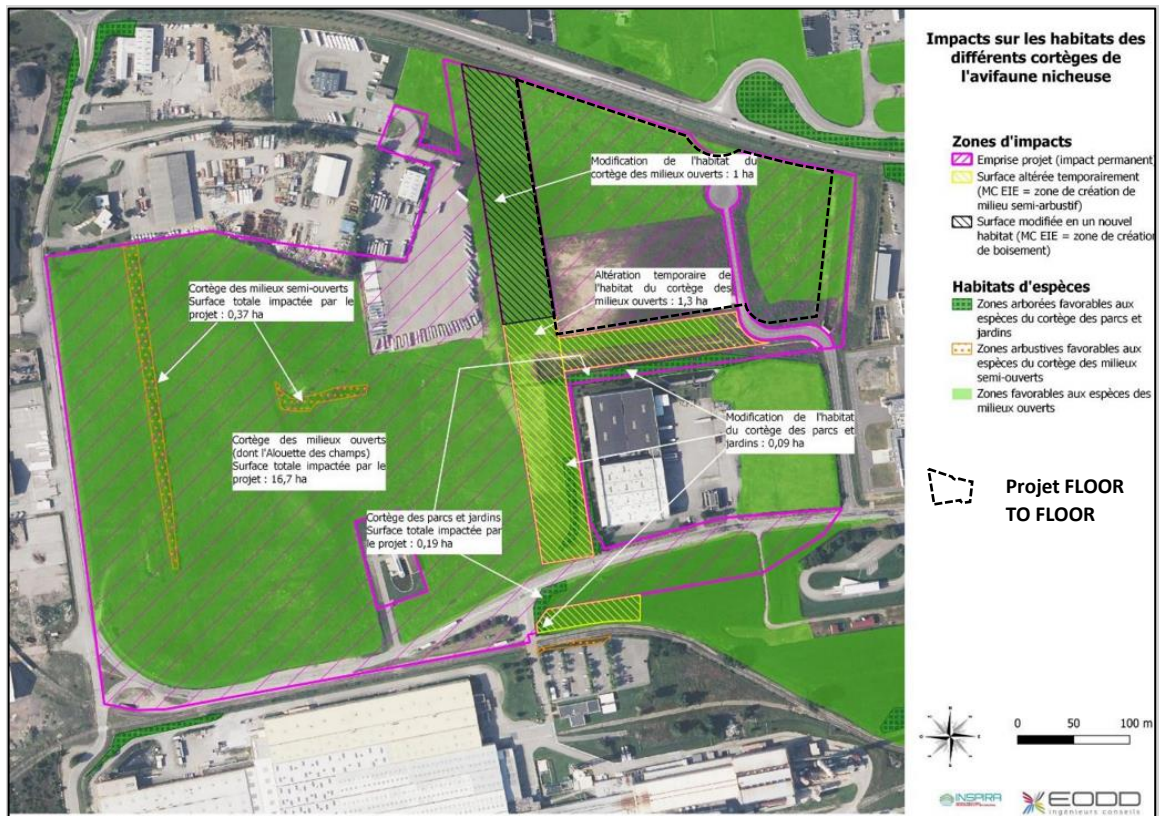 Impacts sur les habitats des
différents cortèges de
l'avifaune nicheuse
Zones d'impacts
Emprise projet (impact permanent
Surface altérée temporairement
(MC EIE = zone de création de
milieu semi-arbustif)
Surface modifiée en un nouvel
habitat (MC EIE = zone de création
de boisement)
Habitats d'espèces
Zones arborées favorables aux
espèces du cortège des parcs et
jardins
Zones arbustives favorables aux
espèces du cortège des milieux
semi-ouverts
Zones favorables aux espèces des
milieux ouverts
Projet FLOOR
TO FLOOR
Modification de l'habitat du
cortège des milieux ouverts : 1 ha
Altération temporaire de
l'habitat du cortège des
milieux ouverts : 1,3 ha
Cortège des milieux semi-ouverts
Surface totale impactée par le
projet : 0,37 ha
Cortège des milieux ouverts
(dont l'Alouette des champs)
Surface totale impactée par le
projet : 16,7 ha
Modification de l'habitat
du cortège des parcs et
jardins : 0,09 ha
Cortège des parcs et jardins
Surface totale impactée par
le projet : 0,19 ha
0 50 100 m
INSPIRA
EODD
ingénieurs conseils